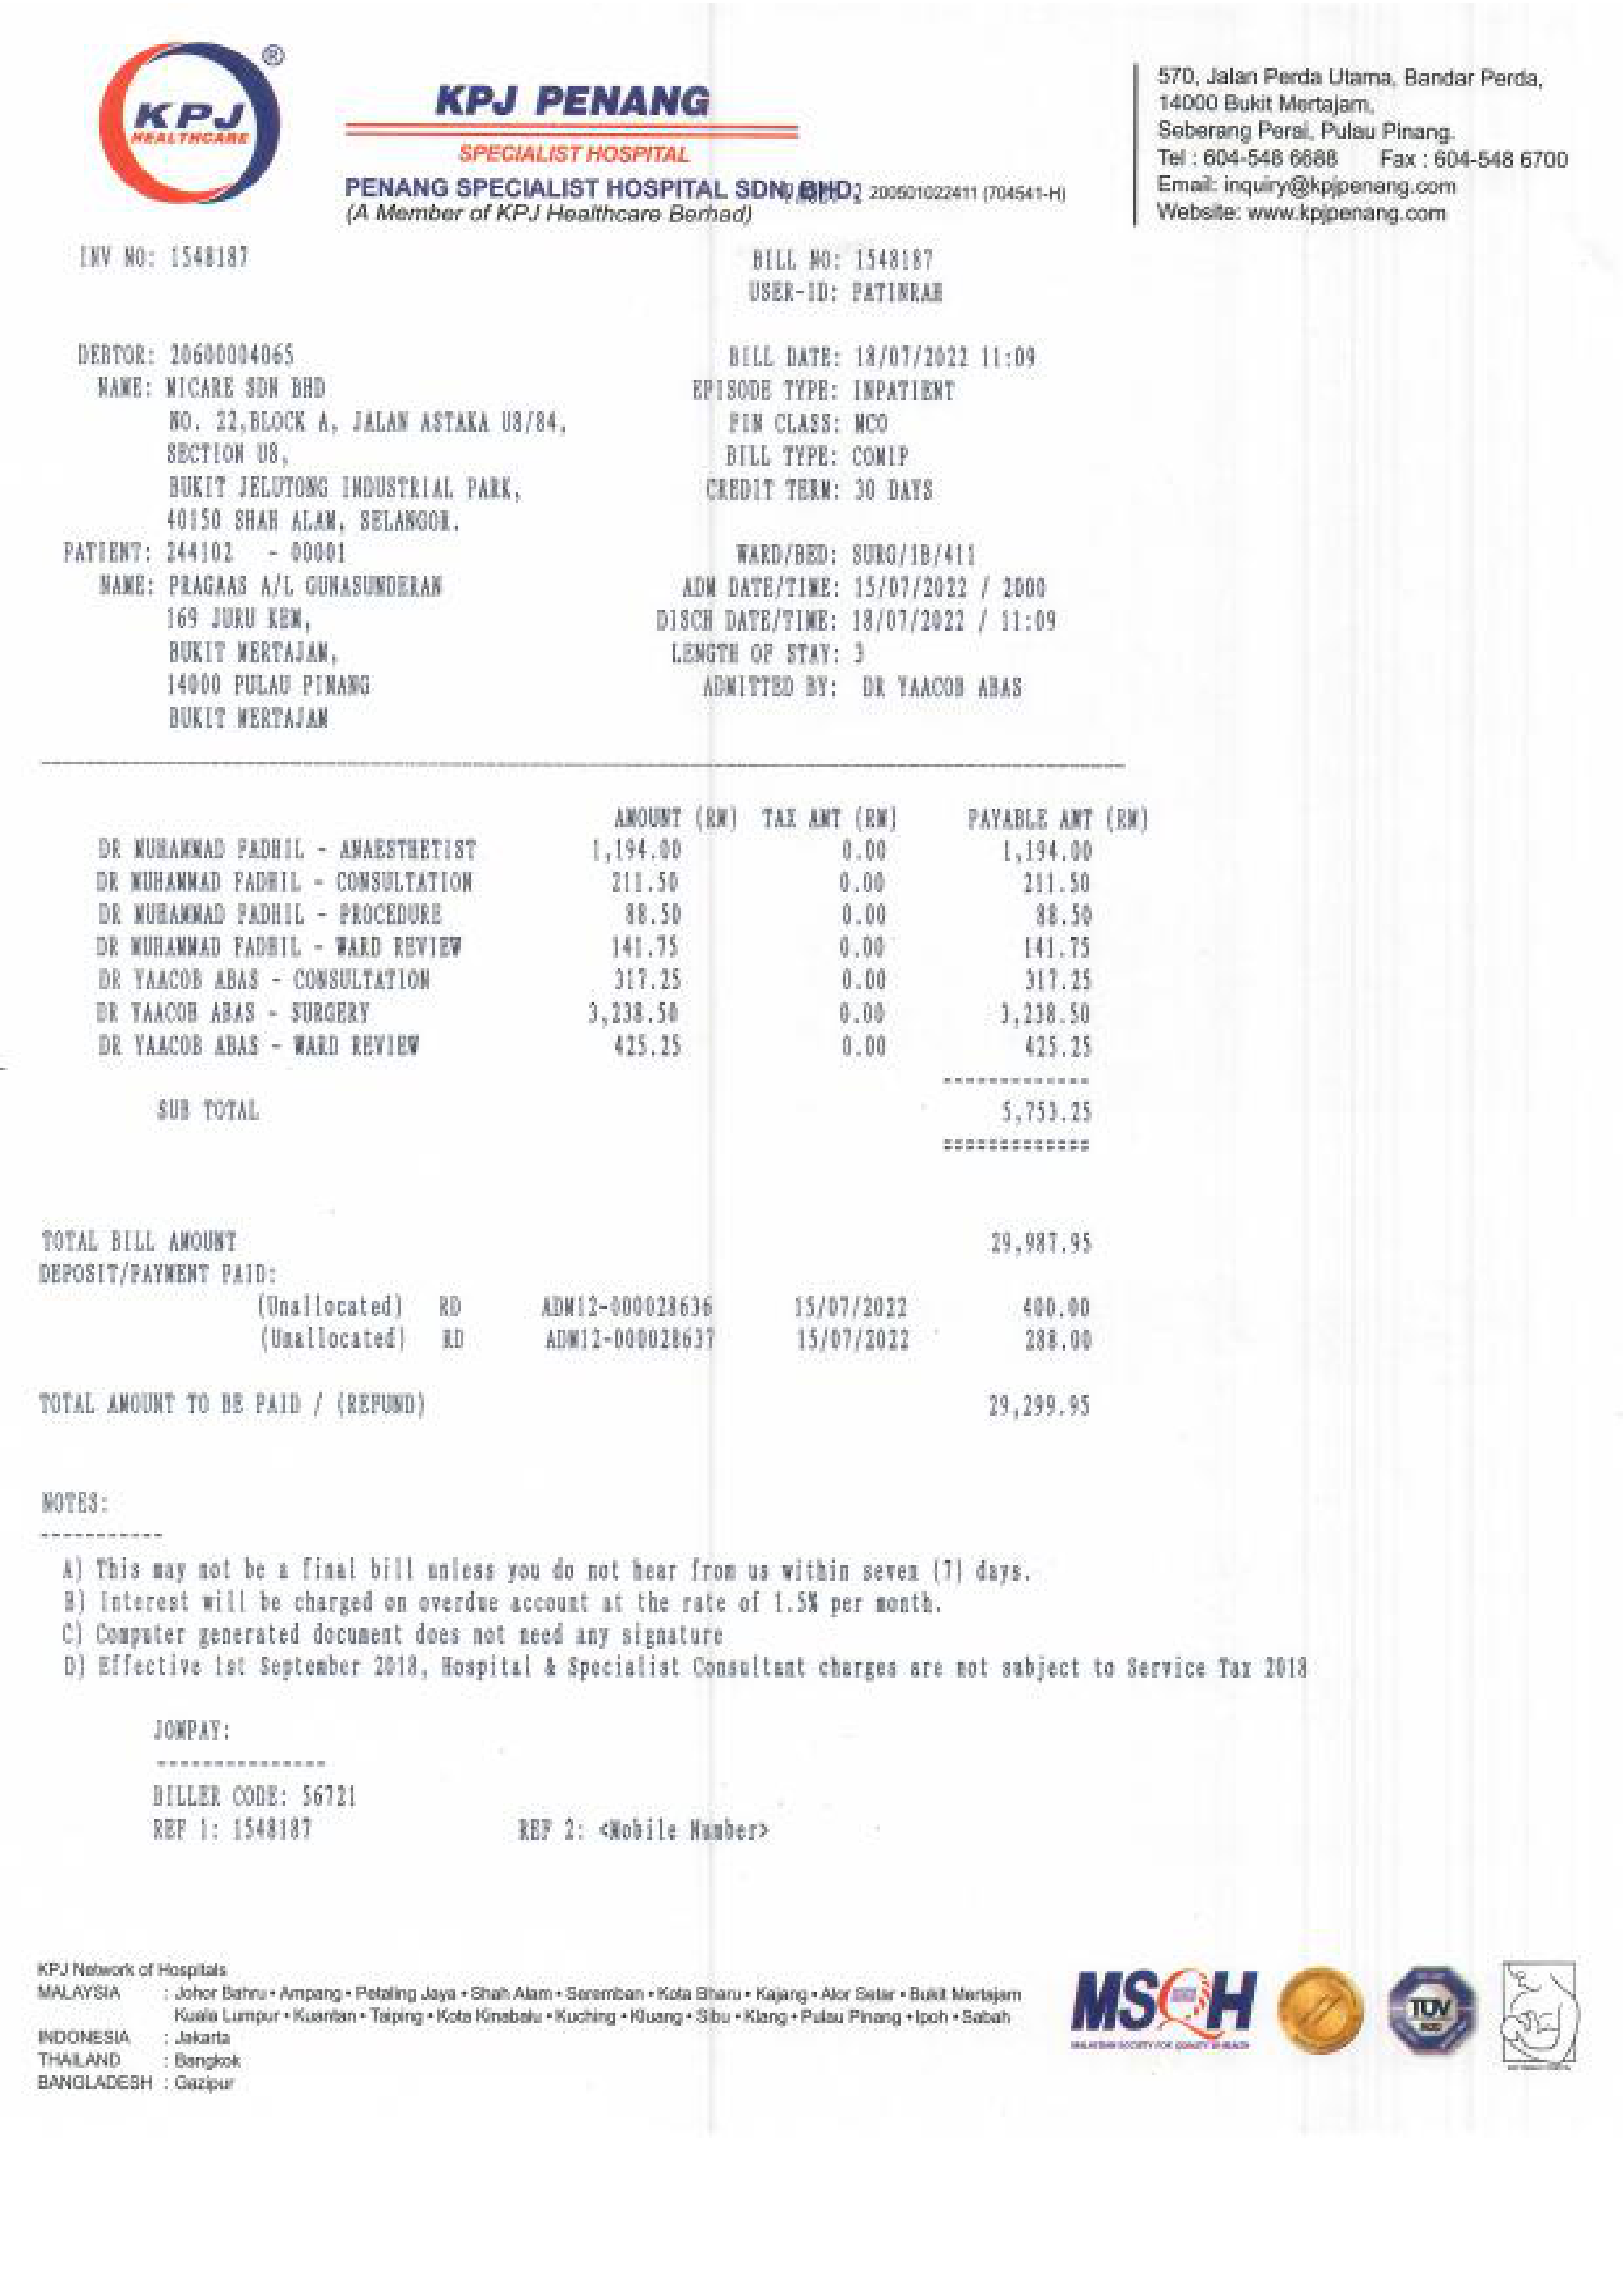 KPJ
HEALTHCARE
®
KPJ PENANG
SPECIALIST HOSPITAL
PENANG SPECIALIST HOSPITAL SDN. BHD. 200501022411 (704541-H)
(A Member of KPJ Healthcare Berhad)
570, Jalan Perda Utama, Bandar Perda,
14000 Bukit Mertajam,
Seberang Perai, Pulau Pinang.
Tel : 604-548 6688 Fax : 604-548 6700
Email: inquiry@kpjpenang.com
Website: www.kpjpenang.com
INV NO: 1548187 BILL NO: 1548187
USER-ID: PATINRAH
DEBTOR: 20600004065 BILL DATE: 18/07/2022 11:09
NAME: MICARE SDN BHD EPISODE TYPE: INPATIENT
NO. 22,BLOCK A, JALAN ASTAKA U8/84, FIN CLASS: MCO
SECTION U8, BILL TYPE: COMIP
BUKIT JELUTONG INDUSTRIAL PARK, CREDIT TERM: 30 DAYS
40150 SHAH ALAM, SELANGOR.
PATIENT: 244102 - 00001 WARD/BED: SURG/1B/411
NAME: PRAGAAS A/L GUNASUNDERAN ADM DATE/TIME: 15/07/2022 / 2000
169 JURU KEM, DISCH DATE/TIME: 18/07/2022 / 11:09
BUKIT MERTAJAM, LENGTH OF STAY: 3
14000 PULAU PINANG ADMITTED BY: DR YAACOB ABAS
BUKIT MERTAJAM
AMOUNT (RM) TAX AMT (RM) PAYABLE AMT (RM)
DR MUHAMMAD FADHIL - ANAESTHETIST 1,194.00 0.00 1,194.00
DR MUHAMMAD FADHIL - CONSULTATION 211.50 0.00 211.50
DR MUHAMMAD FADHIL - PROCEDURE 88.50 0.00 88.50
DR MUHAMMAD FADHIL - WARD REVIEW 141.75 0.00 141.75
DR YAACOB ABAS - CONSULTATION 317.25 0.00 317.25
DR YAACOB ABAS - SURGERY 3,238.50 0.00 3,238.50
DR YAACOB ABAS - WARD REVIEW 425.25 0.00 425.25
SUB TOTAL 5,753.25
TOTAL BILL AMOUNT 29,987.95
DEPOSIT/PAYMENT PAID:
(Unallocated) RD ADM12-000028636 15/07/2022 400.00
(Unallocated) RD ADM12-000028637 15/07/2022 288.00
TOTAL AMOUNT TO BE PAID / (REFUND) 29,299.95
NOTES:
A) This may not be a final bill unless you do not hear from us within seven (7) days.
B) Interest will be charged on overdue account at the rate of 1.5% per month.
C) Computer generated document does not need any signature
D) Effective 1st September 2018, Hospital & Specialist Consultant charges are not subject to Service Tax 2018
JOMPAY:
BILLER CODE: 56721
REF 1: 1548187 REF 2: <Mobile Number>
KPJ Network of Hospitals
MALAYSIA : Johor Bahru • Ampang • Petaling Jaya • Shah Alam • Seremban • Kota Bharu • Kajang • Alor Setar • Bukit Mertajam
Kuala Lumpur • Kuantan • Taiping • Kota Kinabalu • Kuching • Kluang • Sibu • Klang • Pulau Pinang • Ipoh • Sabah
INDONESIA : Jakarta
THAILAND : Bangkok
BANGLADESH : Gazipur
MSQH
MALAYSIAN SOCIETY FOR QUALITY IN HEALTH
TUV